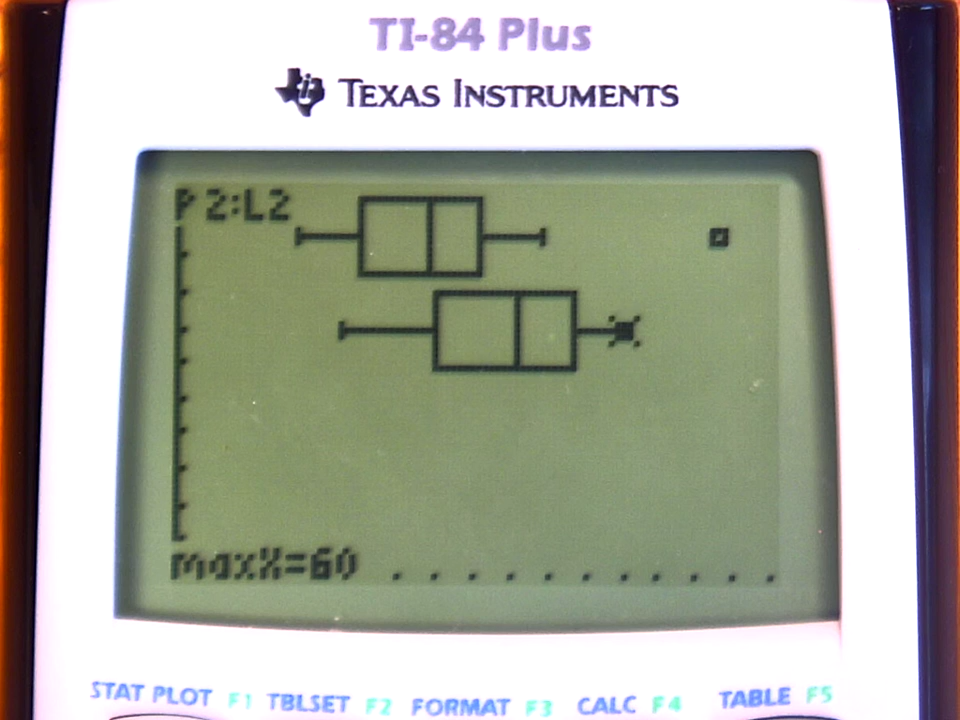 TI-84 Plus
TEXAS INSTRUMENTS
P2:L2
maxX=60
STAT PLOT F1 TBLSET F2 FORMAT F3 CALC F4 TABLE F5